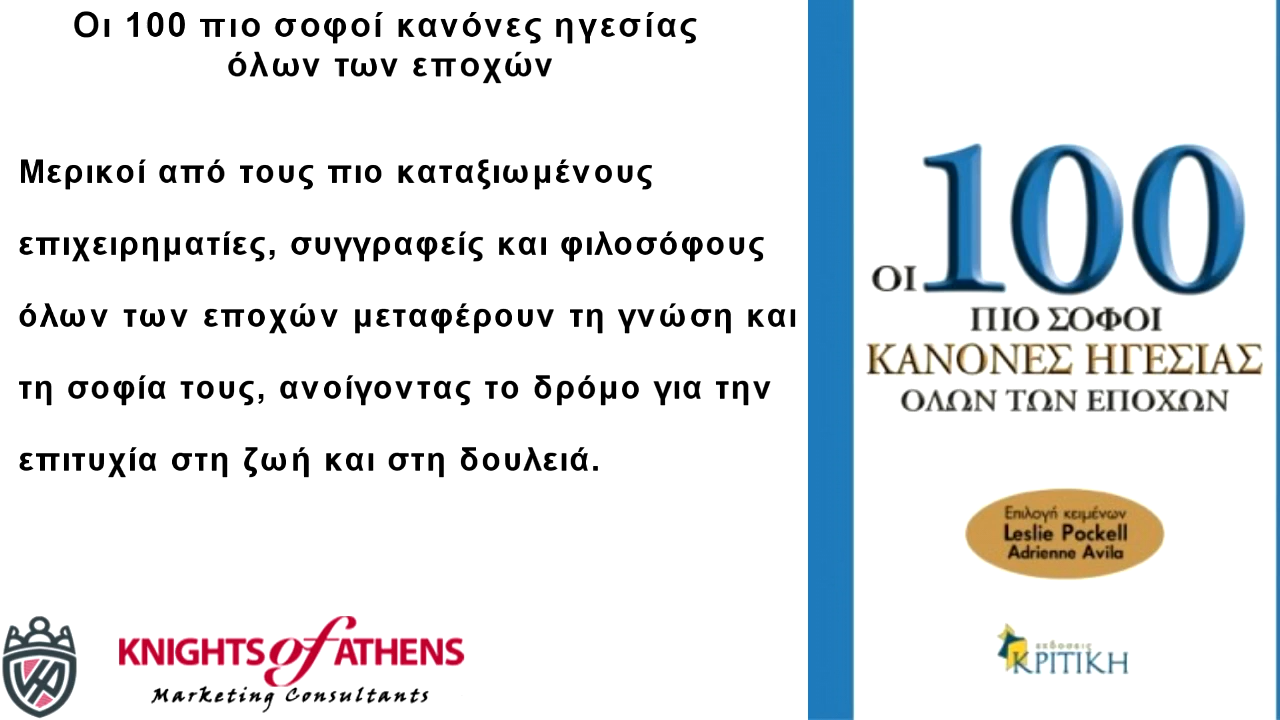 Οι 100 πιο σοφοί κανόνες ηγεσίας
όλων των εποχών
Μερικοί από τους πιο καταξιωμένους
επιχειρηματίες, συγγραφείς και φιλοσόφους
όλων των εποχών μεταφέρουν τη γνώση και
τη σοφία τους, ανοίγοντας το δρόμο για την
επιτυχία στη ζωή και στη δουλειά.
KNIGHTS of ATHENS
Marketing Consultants
ΟΙ 100
ΠΙΟ ΣΟΦΟΙ
ΚΑΝΟΝΕΣ ΗΓΕΣΙΑΣ
ΟΛΩΝ ΤΩΝ ΕΠΟΧΩΝ
Επιλογή κειμένων
Leslie Pockell
Adrienne Avila
εκδοσεις
ΚΡΙΤΙΚΗ